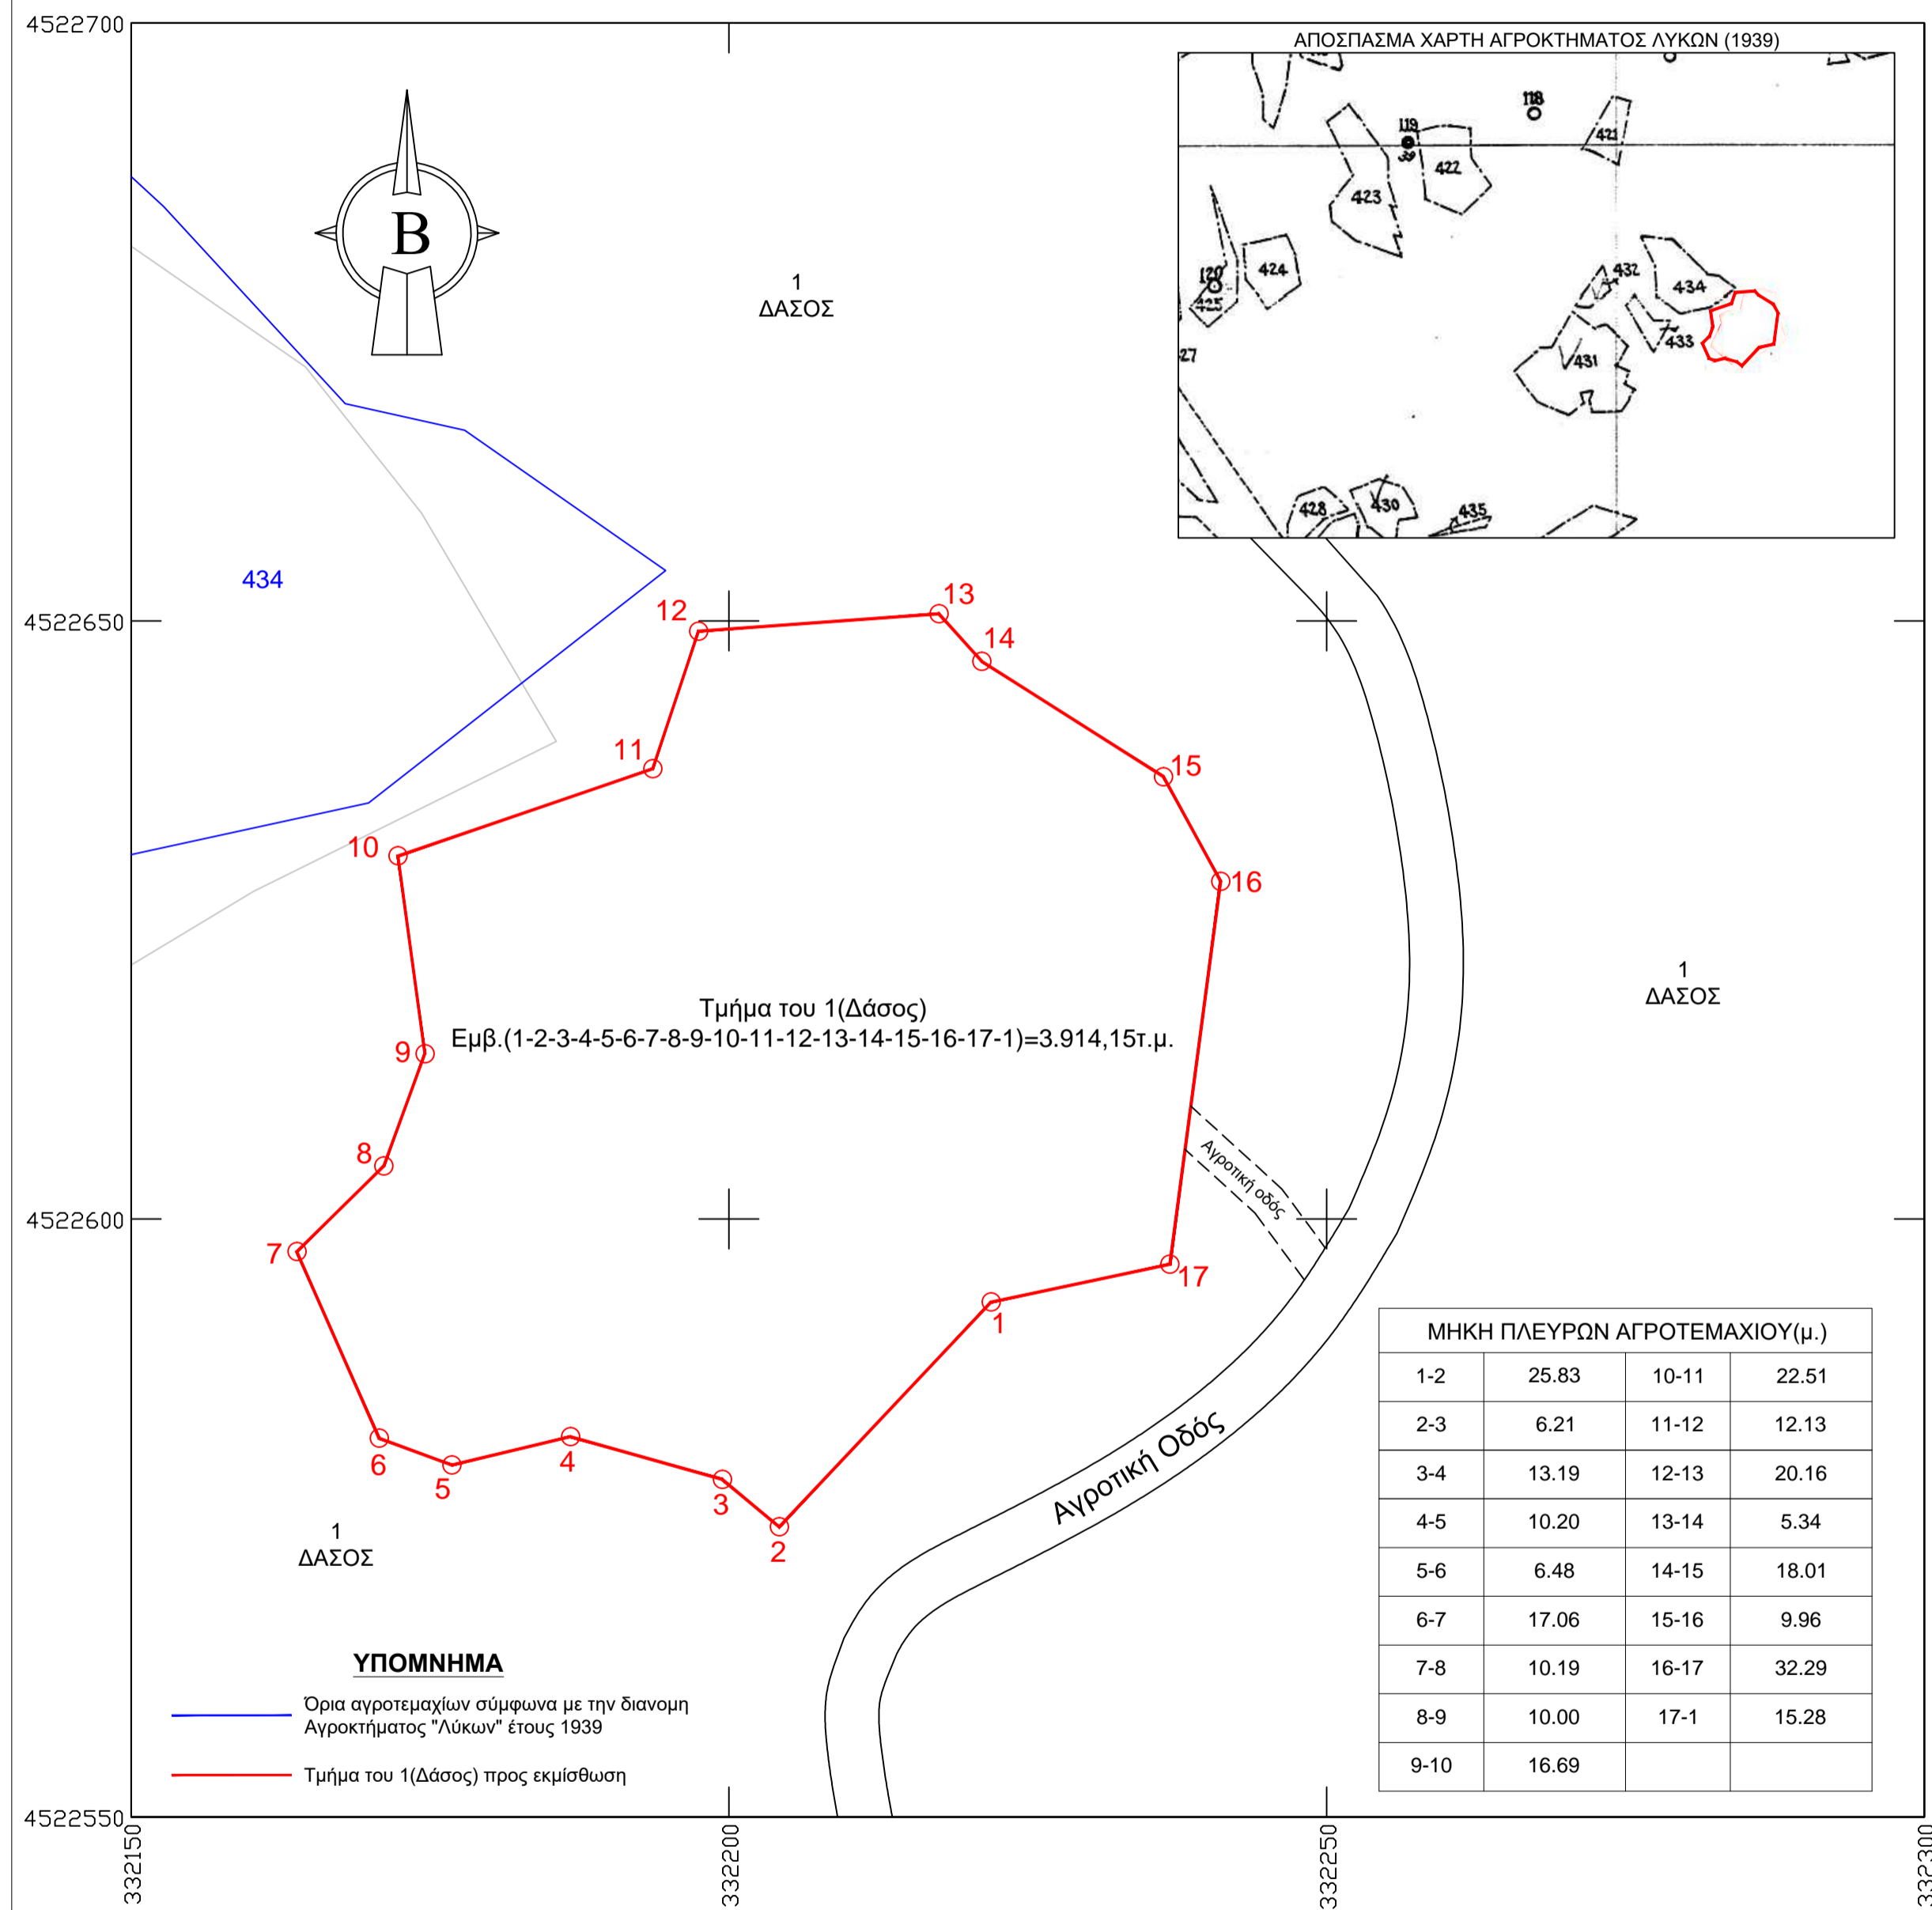 4522700
ΑΠΟΣΠΑΣΜΑ ΧΑΡΤΗ ΑΓΡΟΚΤΗΜΑΤΟΣ ΛΥΚΩΝ (1939)
118
119
39
421
422
423
120
424
425
432
434
433
27
431
428
430
435
Β
1
ΔΑΣΟΣ
434
4522650
12
13
14
11
15
10
16
1
ΔΑΣΟΣ
Τμήμα του 1(Δάσος)
Εμβ.(1-2-3-4-5-6-7-8-9-10-11-12-13-14-15-16-17-1)=3.914,15τ.μ.
9
8
Αγροτική οδός
4522600
7
17
1
6
5
4
3
2
Αγροτική Οδός
1
ΔΑΣΟΣ
ΜΗΚΗ ΠΛΕΥΡΩΝ ΑΓΡΟΤΕΜΑΧΙΟΥ(μ.)
1-2 25.83 10-11 22.51
2-3 6.21 11-12 12.13
3-4 13.19 12-13 20.16
4-5 10.20 13-14 5.34
5-6 6.48 14-15 18.01
6-7 17.06 15-16 9.96
7-8 10.19 16-17 32.29
8-9 10.00 17-1 15.28
9-10 16.69
ΥΠΟΜΝΗΜΑ
Όρια αγροτεμαχίων σύμφωνα με την διανομη
Αγροκτήματος "Λύκων" έτους 1939
Τμήμα του 1(Δάσος) προς εκμίσθωση
4522550
332150
332200
332250
332300